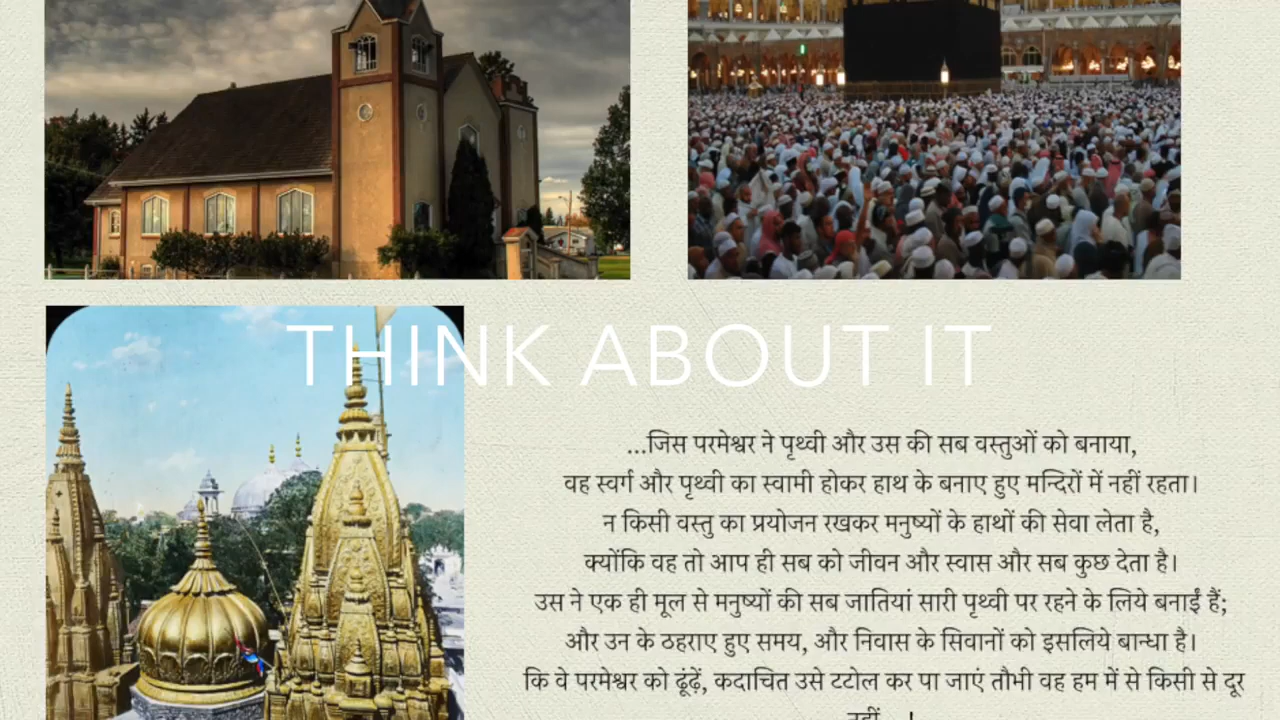 THINK ABOUT IT
...जिस परमेश्वर ने पृथ्वी और उस की सब वस्तुओं को बनाया,
वह स्वर्ग और पृथ्वी का स्वामी होकर हाथ के बनाए हुए मन्दिरों में नहीं रहता।
न किसी वस्तु का प्रयोजन रखकर मनुष्यों के हाथों की सेवा लेता है,
क्योंकि वह तो आप ही सब को जीवन और स्वास और सब कुछ देता है।
उस ने एक ही मूल से मनुष्यों की सब जातियां सारी पृथ्वी पर रहने के लिये बनाईं हैं;
और उन के ठहराए हुए समय, और निवास के सिवानों को इसलिये बान्धा है।
कि वे परमेश्वर को ढूंढ़ें, कदाचित उसे टटोल कर पा जाएं तौभी वह हम में से किसी से दूर
नहीं...!